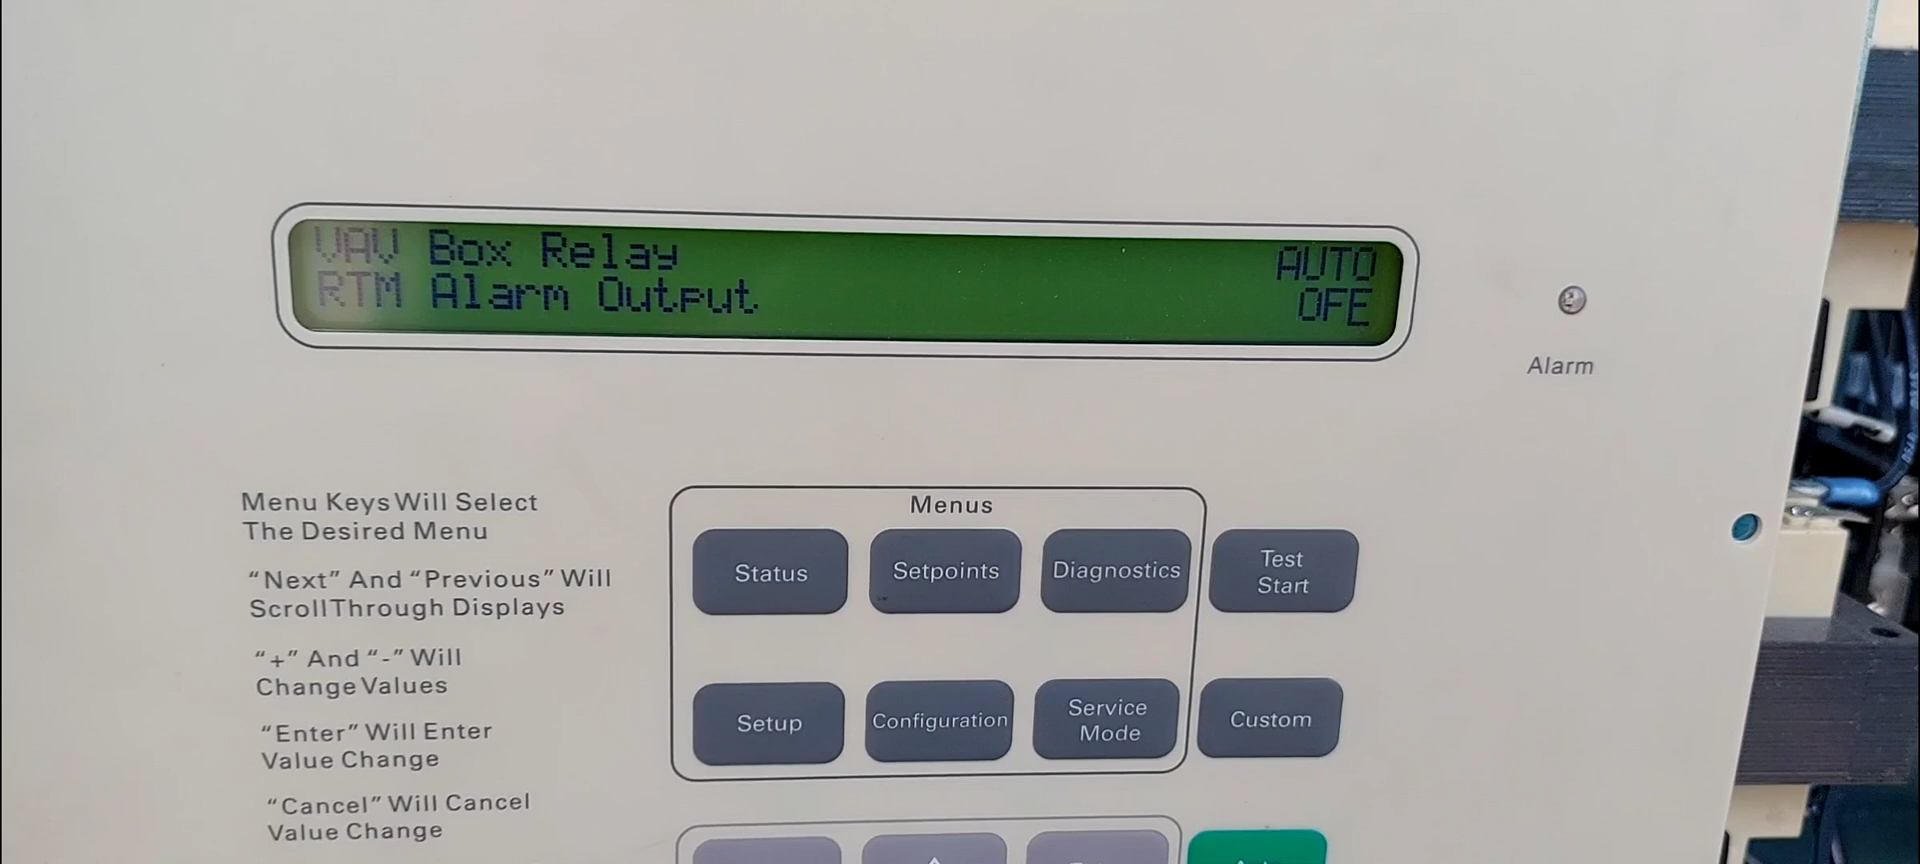 VAV Box Relay AUTO
RTM Alarm Output OFF
Alarm
Menu Keys Will Select
The Desired Menu
“Next” And “Previous” Will
Scroll Through Displays
“+” And “-” Will
Change Values
“Enter” Will Enter
Value Change
“Cancel” Will Cancel
Value Change
Menus
Status
Setpoints
Diagnostics
Test
Start
Setup
Configuration
Service
Mode
Custom